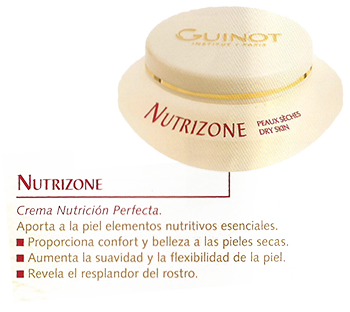 GUINOT
INSTITUT • PARIS
NUTRIZONE
PEAUX SÈCHES
DRY SKIN
NUTRIZONE
Crema Nutrición Perfecta.
Aporta a la piel elementos nutritivos esenciales.
■ Proporciona confort y belleza a las pieles secas.
■ Aumenta la suavidad y la flexibilidad de la piel.
■ Revela el resplandor del rostro.